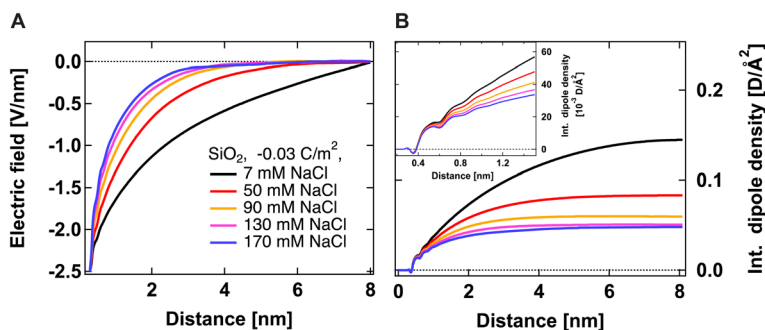 A
B
Electric field [V/nm]
0.0
-0.5
-1.0
-1.5
-2.0
-2.5
SiO₂, -0.03 C/m²,
7 mM NaCl
50 mM NaCl
90 mM NaCl
130 mM NaCl
170 mM NaCl
2 4 6 8
Distance [nm]
Int. dipole density
[10⁻³ D/Å²]
60
40
20
0
0.4 0.8 1.2
Distance [nm]
0.2
0.1
0.0
Int. dipole density [D/Å²]
0 2 4 6 8
Distance [nm]